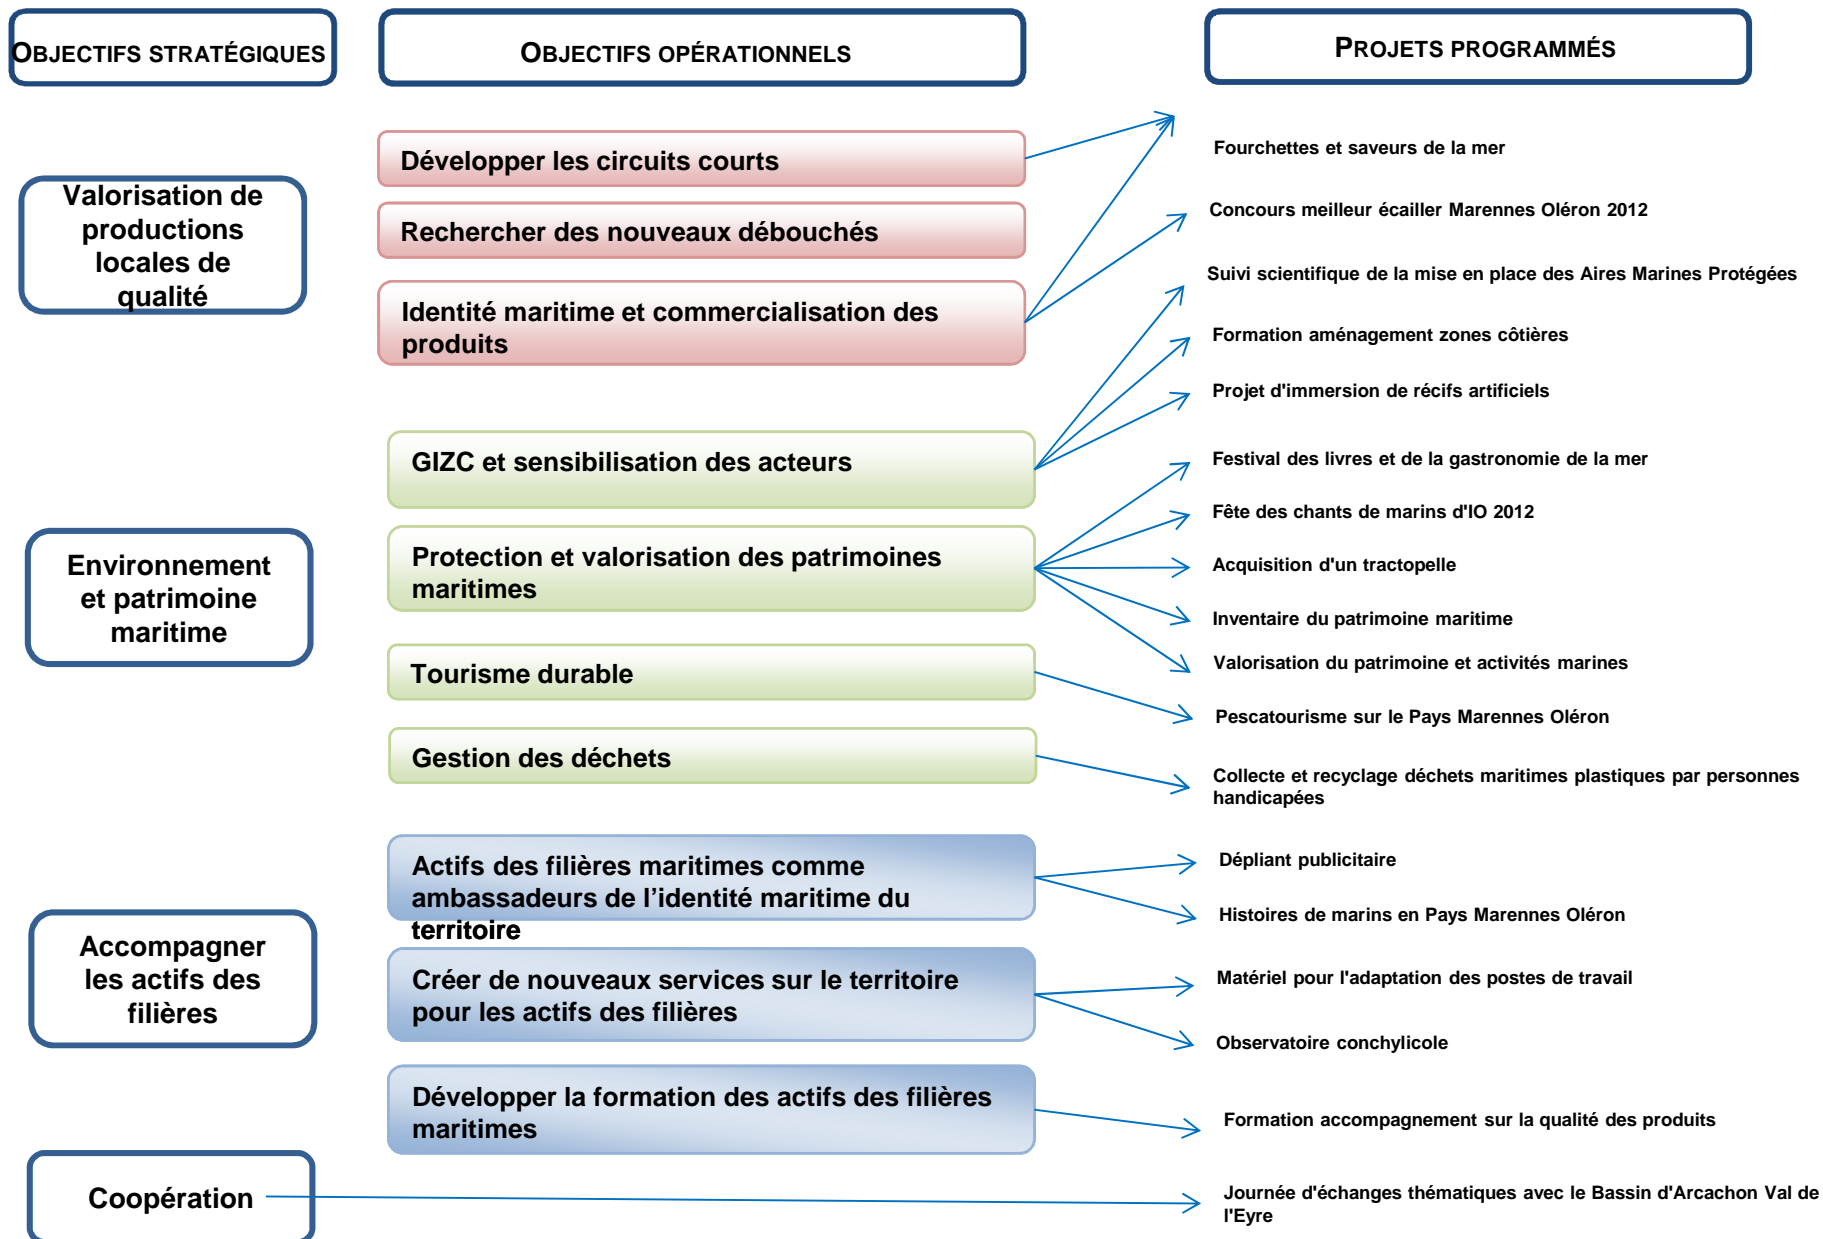 OBJECTIFS STRATÉGIQUES
OBJECTIFS OPÉRATIONNELS
PROJETS PROGRAMMÉS
Valorisation de
productions
locales de
qualité
Développer les circuits courts
Rechercher des nouveaux débouchés
Identité maritime et commercialisation des
produits
Fourchettes et saveurs de la mer
Concours meilleur écailler Marennes Oléron 2012
Suivi scientifique de la mise en place des Aires Marines Protégées
Formation aménagement zones côtières
Projet d'immersion de récifs artificiels
Environnement
et patrimoine
maritime
GIZC et sensibilisation des acteurs
Protection et valorisation des patrimoines
maritimes
Tourisme durable
Gestion des déchets
Festival des livres et de la gastronomie de la mer
Fête des chants de marins d'IO 2012
Acquisition d'un tractopelle
Inventaire du patrimoine maritime
Valorisation du patrimoine et activités marines
Pescatourisme sur le Pays Marennes Oléron
Collecte et recyclage déchets maritimes plastiques par personnes
handicapées
Accompagner
les actifs des
filières
Actifs des filières maritimes comme
ambassadeurs de l’identité maritime du
territoire
Créer de nouveaux services sur le territoire
pour les actifs des filières
Développer la formation des actifs des filières
maritimes
Dépliant publicitaire
Histoires de marins en Pays Marennes Oléron
Matériel pour l'adaptation des postes de travail
Observatoire conchylicole
Formation accompagnement sur la qualité des produits
Coopération
Journée d'échanges thématiques avec le Bassin d'Arcachon Val de
l'Eyre